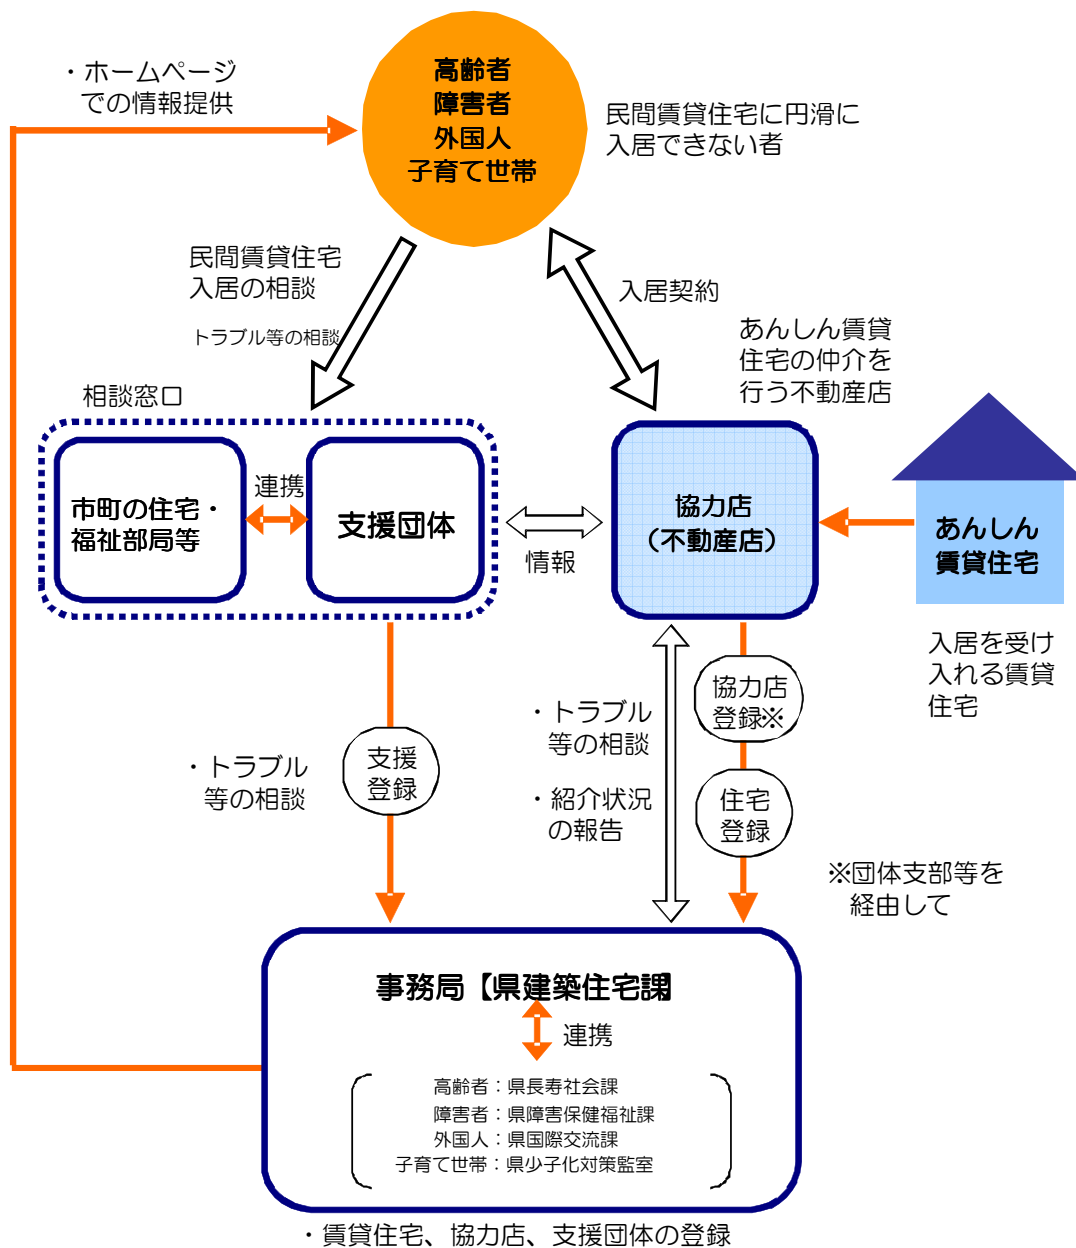 ・ホームページ
での情報提供
高齢者
障害者
外国人
子育て世帯
民間賃貸住宅に円滑に
入居できない者
民間賃貸住宅
入居の相談
トラブル等の相談
入居契約
あんしん賃貸
住宅の仲介を
行う不動産店
相談窓口
市町の住宅・
福祉部局等
連携
支援団体
情報
協力店
（不動産店）
あんしん
賃貸住宅
入居を受け
入れる賃貸
住宅
・トラブル
等の相談
支援
登録
・トラブル
等の相談
・紹介状況
の報告
協力店
登録※
住宅
登録
※団体支部等を
経由して
事務局【県建築住宅課】
連携
高齢者：県長寿社会課
障害者：県障害保健福祉課
外国人：県国際交流課
子育て世帯：県少子化対策監室
・賃貸住宅、協力店、支援団体の登録